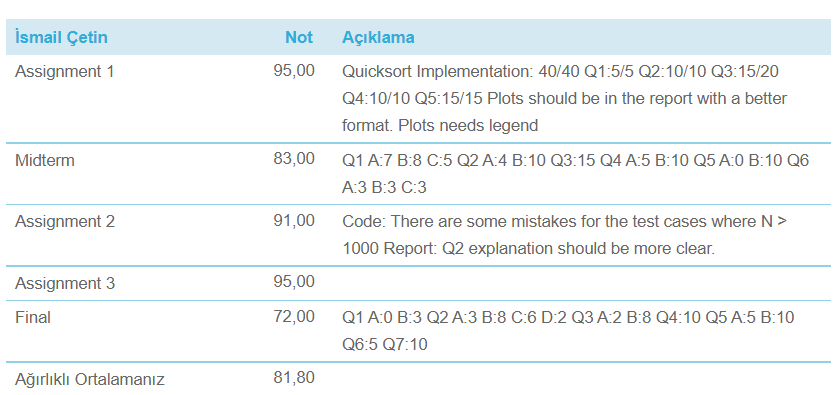 İsmail Çetin Not Açıklama
Assignment 1 95,00 Quicksort Implementation: 40/40 Q1:5/5 Q2:10/10 Q3:15/20
Q4:10/10 Q5:15/15 Plots should be in the report with a better
format. Plots needs legend
Midterm 83,00 Q1 A:7 B:8 C:5 Q2 A:4 B:10 Q3:15 Q4 A:5 B:10 Q5 A:0 B:10 Q6
A:3 B:3 C:3
Assignment 2 91,00 Code: There are some mistakes for the test cases where N >
1000 Report: Q2 explanation should be more clear.
Assignment 3 95,00
Final 72,00 Q1 A:0 B:3 Q2 A:3 B:8 C:6 D:2 Q3 A:2 B:8 Q4:10 Q5 A:5 B:10
Q6:5 Q7:10
Ağırlıklı Ortalamanız 81,80